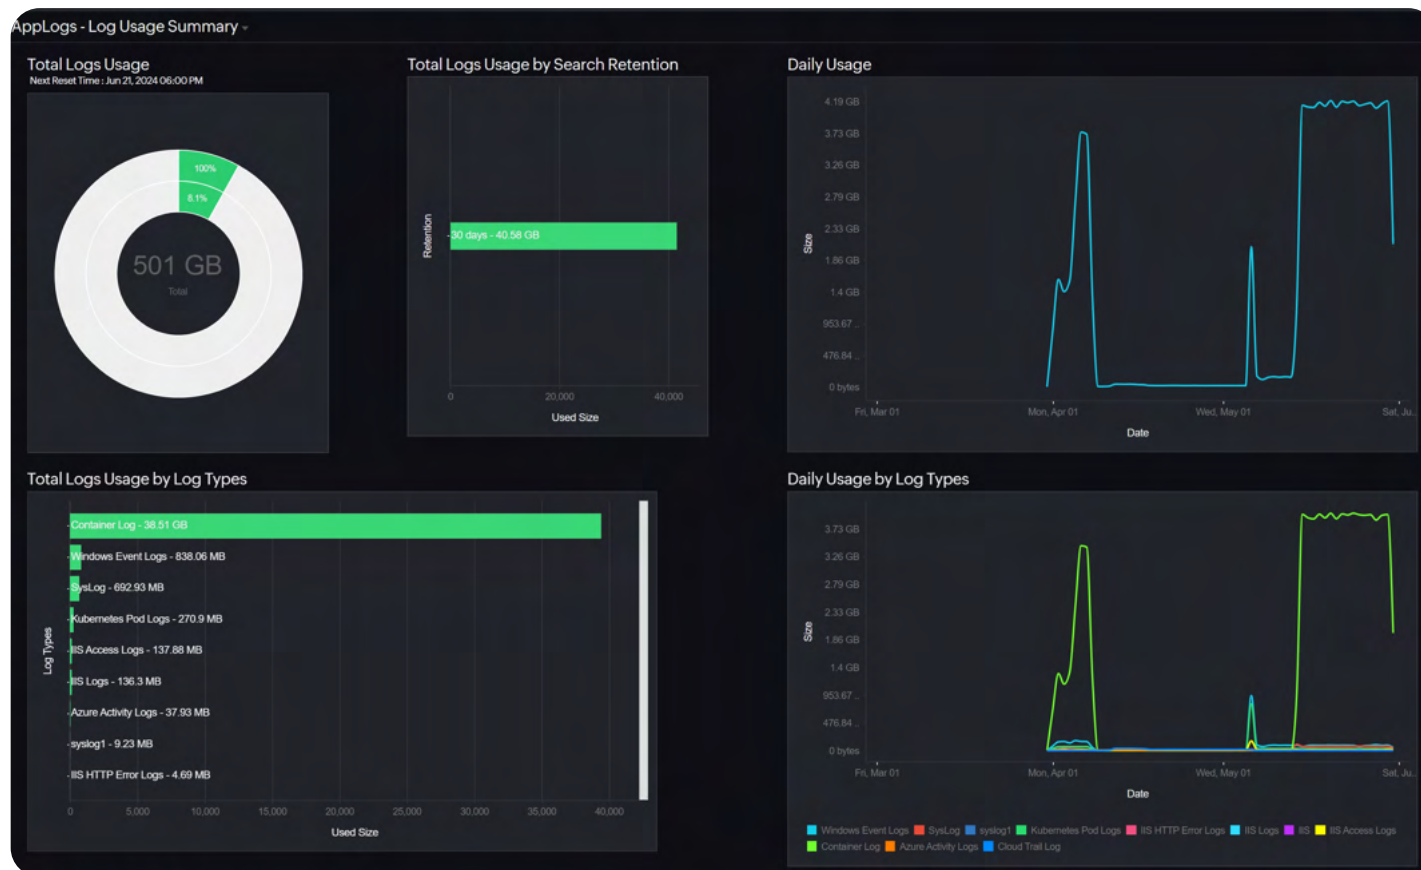 AppLogs - Log Usage Summary
Total Logs Usage
Next Reset Time : Jun 21, 2024 06:00 PM
100%
8.1%
501 GB
Total
Total Logs Usage by Search Retention
Retention
30 days - 40.58 GB
0 20,000 40,000
Used Size
Daily Usage
4.19 GB
3.73 GB
3.26 GB
2.79 GB
2.33 GB
1.86 GB
1.4 GB
953.67 ..
476.84 ..
0 bytes
Size
Fri, Mar 01 Mon, Apr 01 Wed, May 01 Sat, Ju..
Date
Total Logs Usage by Log Types
Log Types
Container Log - 38.51 GB
Windows Event Logs - 838.06 MB
SysLog - 692.93 MB
Kubernetes Pod Logs - 270.9 MB
IIS Access Logs - 137.88 MB
IIS Logs - 136.3 MB
Azure Activity Logs - 37.93 MB
syslog1 - 9.23 MB
IIS HTTP Error Logs - 4.69 MB
0 5,000 10,000 15,000 20,000 25,000 30,000 35,000 40,000
Used Size
Daily Usage by Log Types
3.73 GB
3.26 GB
2.79 GB
2.33 GB
1.86 GB
1.4 GB
953.67 ..
476.84 ..
0 bytes
Size
Fri, Mar 01 Mon, Apr 01 Wed, May 01 Sat, Ju..
Date
Windows Event Logs SysLog syslog1 Kubernetes Pod Logs IIS HTTP Error Logs IIS Logs IIS IIS Access Logs
Container Log Azure Activity Logs Cloud Trail Log